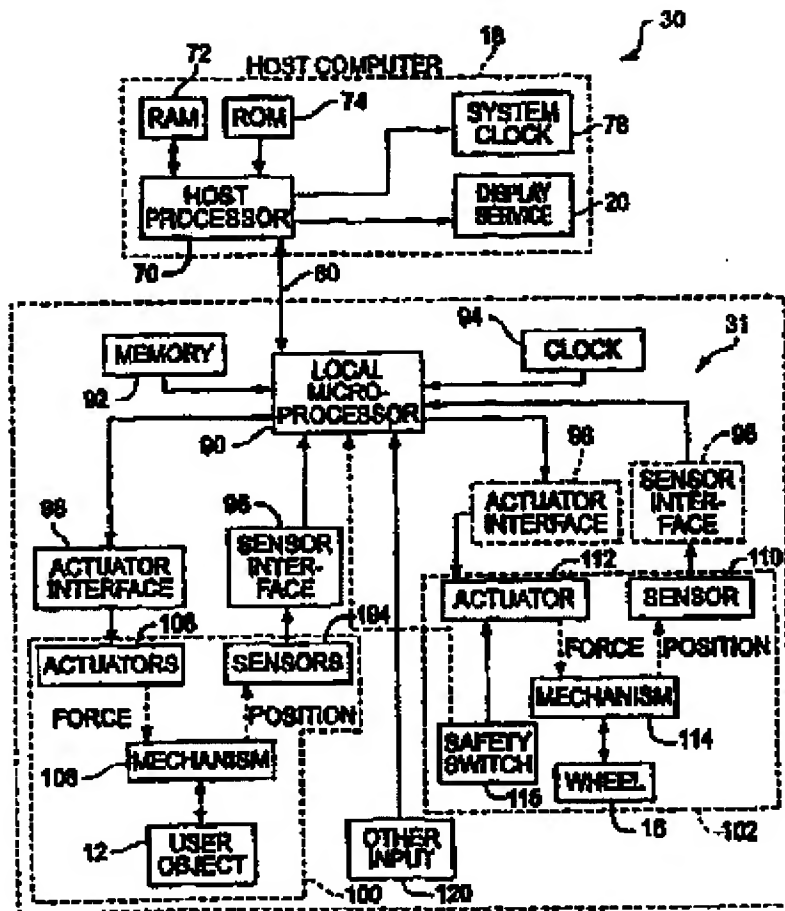 30
72
HOST COMPUTER
18
RAM
ROM
74
SYSTEM
CLOCK
78
HOST
PROCESSOR
DISPLAY
SERVICE
20
70
60
94
31
MEMORY
CLOCK
92
LOCAL
MICRO-
PROCESSOR
90
98
ACTUATOR
INTERFACE
96
SENSOR
INTER-
FACE
98
ACTUATOR
INTERFACE
96
SENSOR
INTER-
FACE
112
110
ACTUATOR
SENSOR
106
104
ACTUATORS
SENSORS
FORCE
POSITION
FORCE
POSITION
MECHANISM
114
MECHANISM
108
SAFETY
SWITCH
WHEEL
115
16
102
12
USER
OBJECT
OTHER
INPUT
100
120